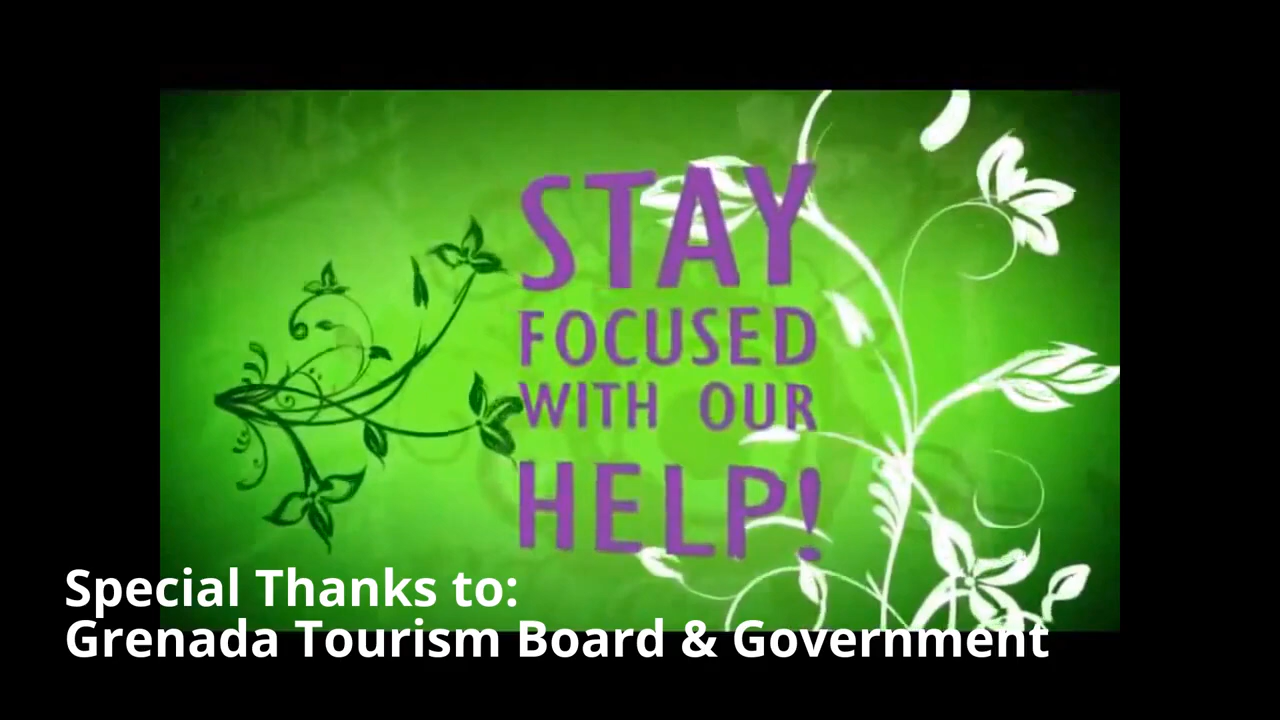 STAY
FOCUSED
WITH OUR
HELP!
Special Thanks to:
Grenada Tourism Board & Government